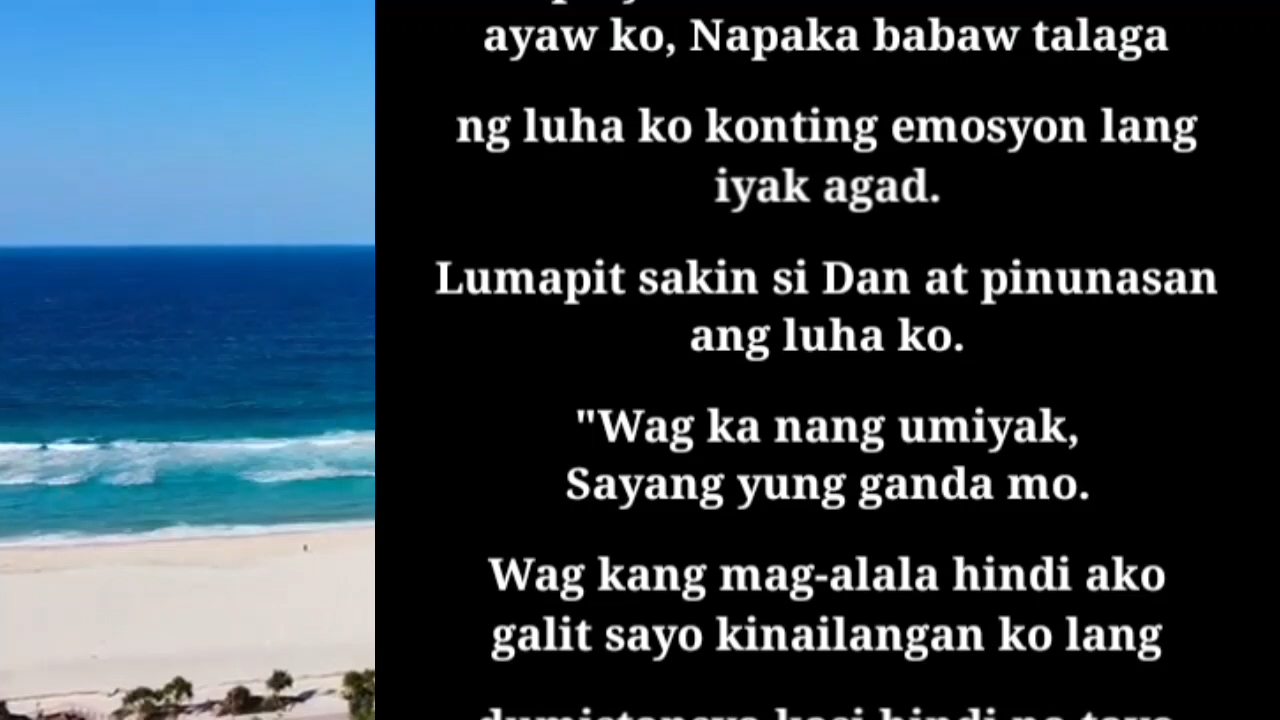 ayaw ko, Napaka babaw talaga
ng luha ko konting emosyon lang
iyak agad.
Lumapit sakin si Dan at pinunasan
ang luha ko.
"Wag ka nang umiyak,
Sayang yung ganda mo.
Wag kang mag-alala hindi ako
galit sayo kinailangan ko lang